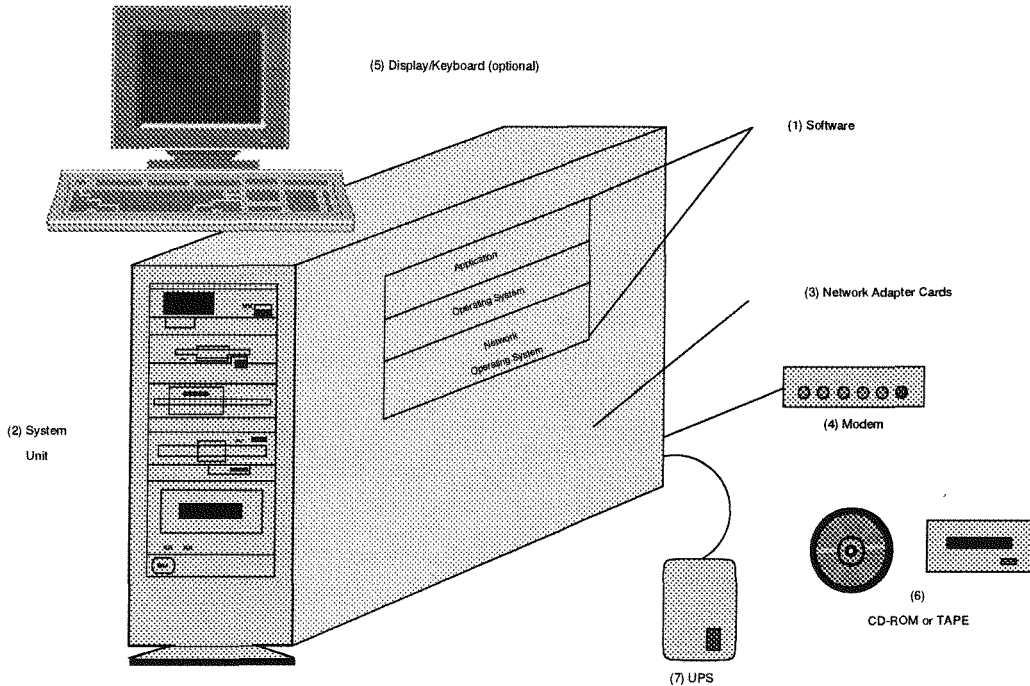 (5) Display/Keyboard (optional)
(1) Software
Application
Operating System
Network
Operating System
(3) Network Adapter Cards
(4) Modem
(2) System
Unit
(6)
CD-ROM or TAPE
(7) UPS